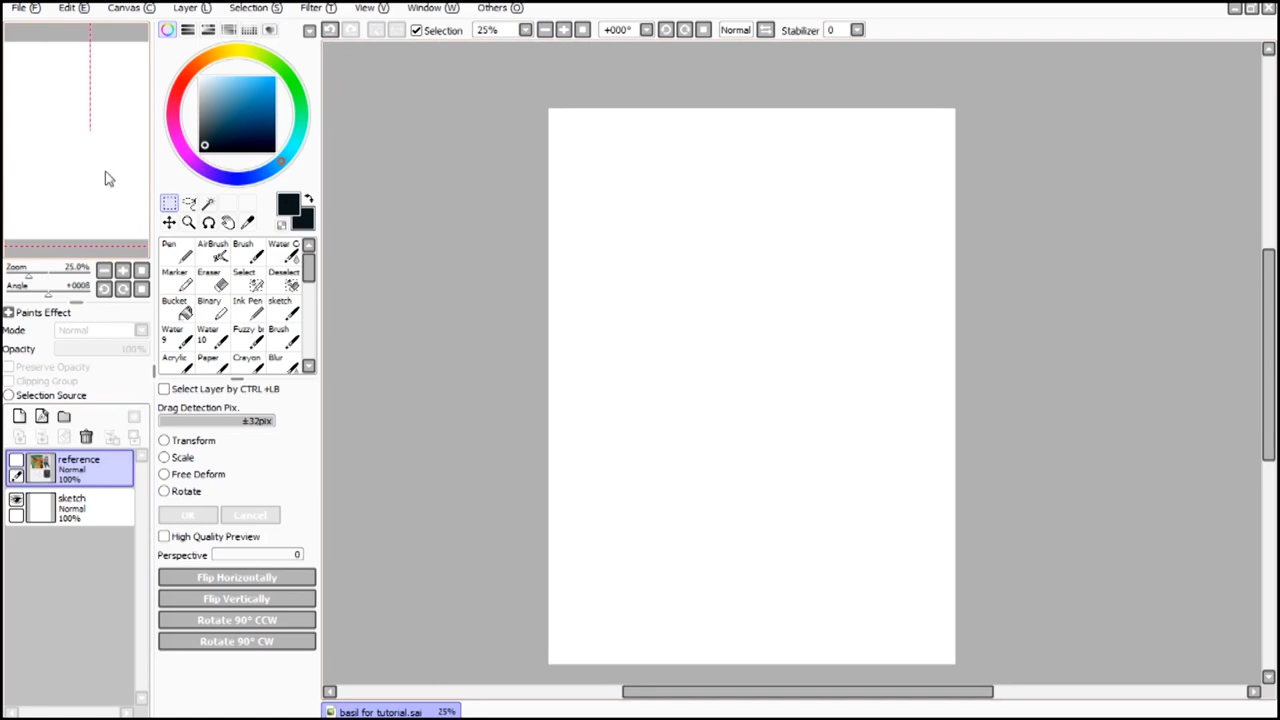 File (F) Edit (E) Canvas (C) Layer (L) Selection (S) Filter (T) View (V) Window (W) Others (O)
Selection 25% +000° Normal Stabilizer 0
Zoom 25.0%
Angle +000ß
Paints Effect
Mode Normal
Opacity 100%
Preserve Opacity
Clipping Group
Selection Source
reference
Normal
100%
sketch
Normal
100%
Pen AirBrush Brush Water C
Marker Eraser Select Deselect
Bucket Binary Ink Pen sketch
Water 9 Water 10 Fuzzy b Brush
Acrylic Paper Crayon Blur
Select Layer by CTRL +LB
Drag Detection Pix.
±32pix
Transform
Scale
Free Deform
Rotate
OK Cancel
High Quality Preview
Perspective 0
Flip Horizontally
Flip Vertically
Rotate 90° CCW
Rotate 90° CW
basil for tutorial.sai 25%